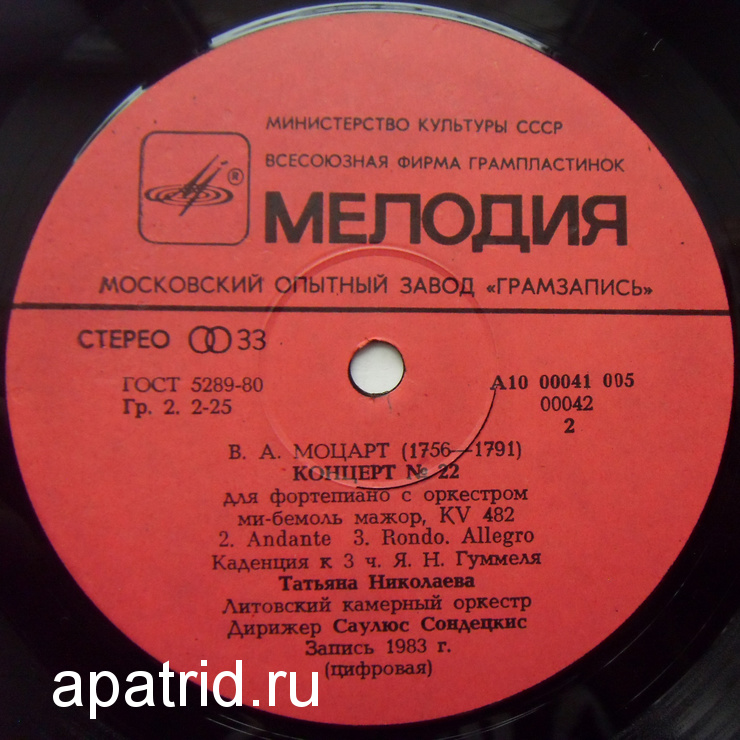 МИНИСТЕРСТВО КУЛЬТУРЫ СССР
ВСЕСОЮЗНАЯ ФИРМА ГРАМПЛАСТИНОК
®
МЕЛОДИЯ
МОСКОВСКИЙ ОПЫТНЫЙ ЗАВОД «ГРАМЗАПИСЬ»
СТЕРЕО 33
ГОСТ 5289-80
Гр. 2. 2-25
А10 00041 005
00042
2
В. А. МОЦАРТ (1756—1791)
КОНЦЕРТ № 22
для фортепиано с оркестром
ми-бемоль мажор, KV 482
2. Andante 3. Rondo. Allegro
Каденция к 3 ч. Я. Н. Гуммеля
Татьяна Николаева
Литовский камерный оркестр
Дирижер Саулюс Сондецкис
Запись 1983 г.
(цифровая)
apatrid.ru